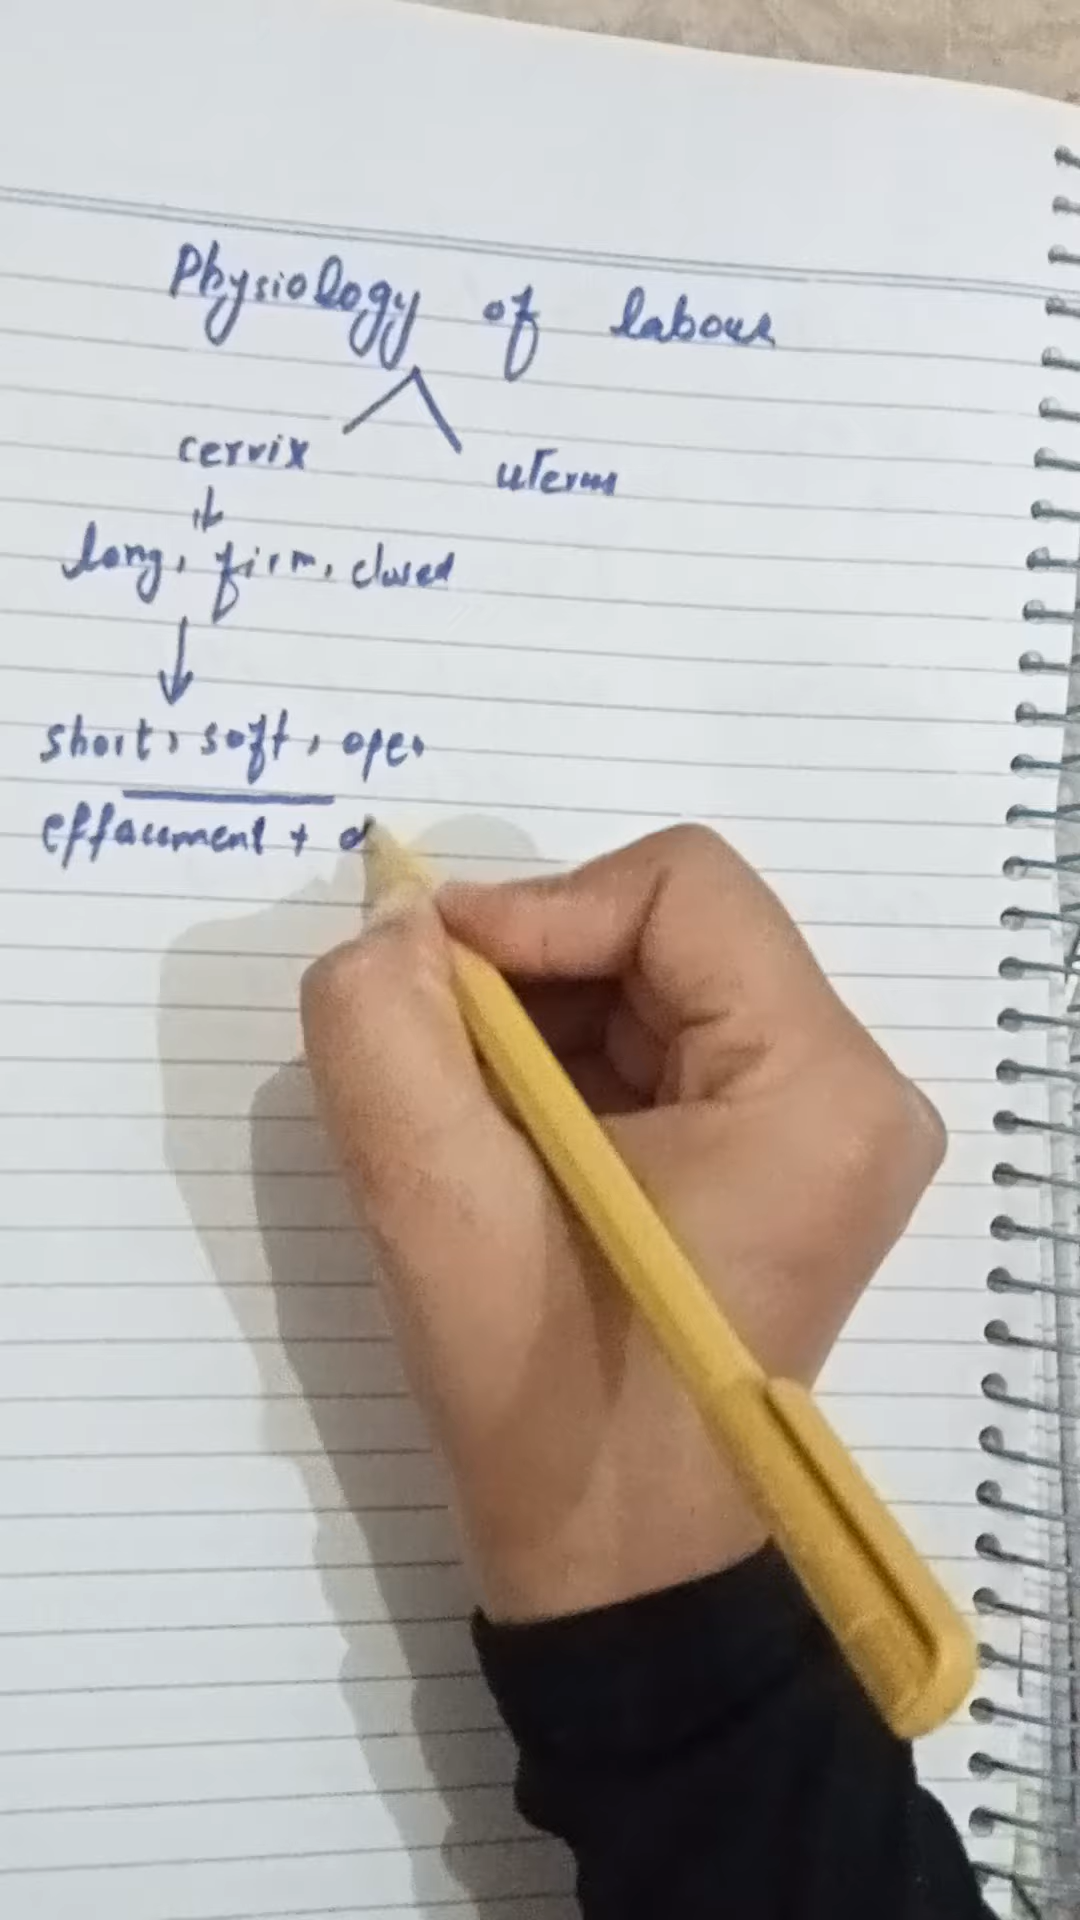 Physiology of labour
cervix uterus
long, firm, closed
short, soft, open
effacement + d